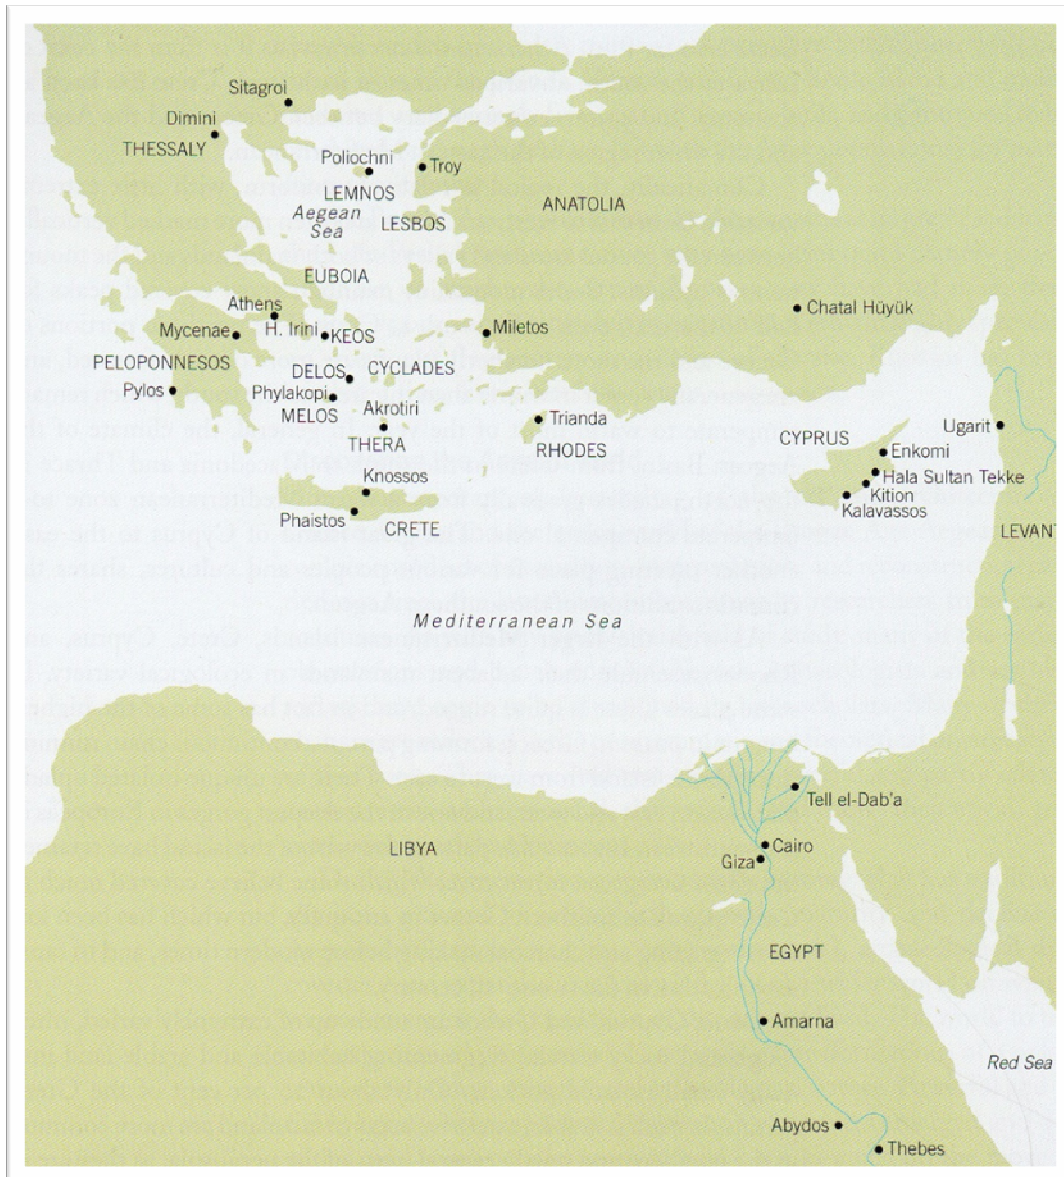 Sitagroi
Dimini
THESSALY
Poliochni
Troy
LEMNOS
ANATOLIA
Aegean
Sea
LESBOS
EUBOIA
Athens
Chatal Hüyük
Mycenae
H. Irini
KEOS
Miletos
PELOPONNESOS
DELOS
CYCLADES
Pylos
Phylakopi
MELOS
Akrotiri
Trianda
THERA
RHODES
CYPRUS
Ugarit
Enkomi
Knossos
Hala Sultan Tekke
Kition
Kalavassos
Phaistos
CRETE
LEVAN
Mediterranean Sea
Tell el-Dab'a
LIBYA
Cairo
Giza
EGYPT
Amarna
Red Sea
Abydos
Thebes